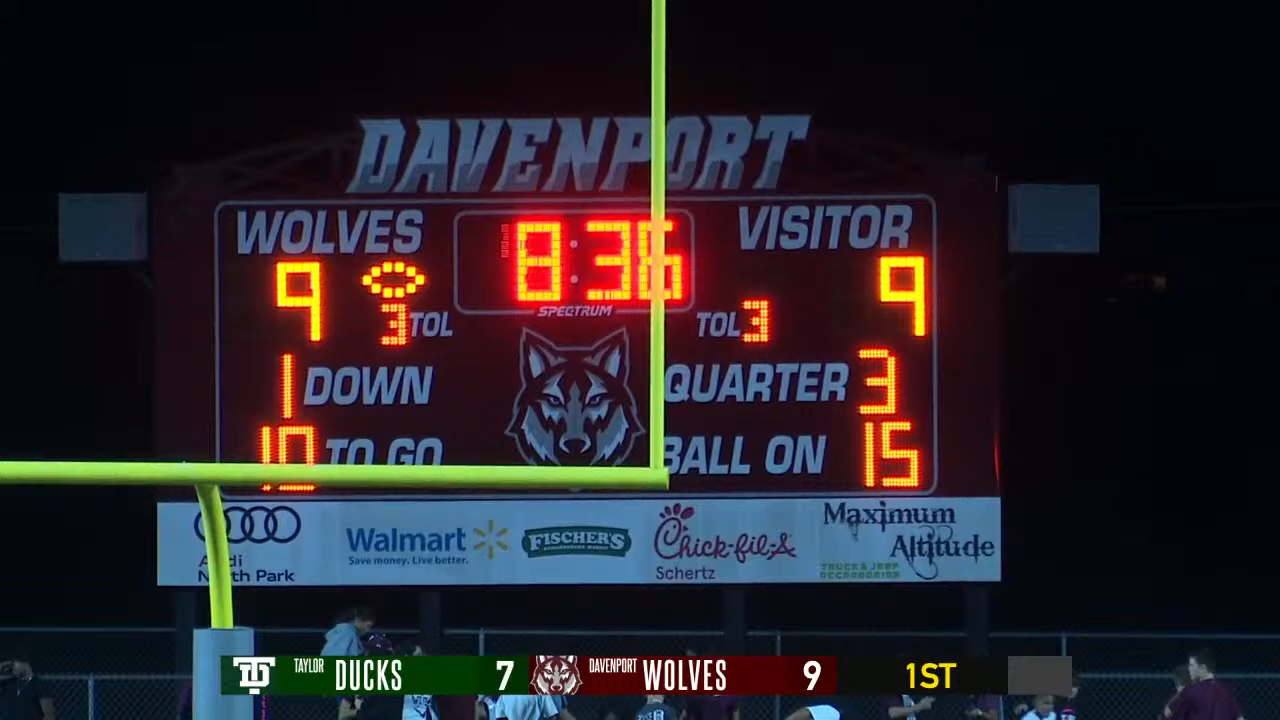 DAVENPORT
WOLVES 8:36 VISITOR
9 9
3 TOL SPECTRUM TOL 3
1 DOWN QUARTER 3
10 TO GO BALL ON 15
Audi
North Park
Walmart
Save money. Live better.
FISCHER'S
Chick-fil-A
Schertz
Maximum
Altitude
TRUCK & JEEP
ACCESSORIES
TD TAYLOR DUCKS 7 DAVENPORT WOLVES 9 1ST